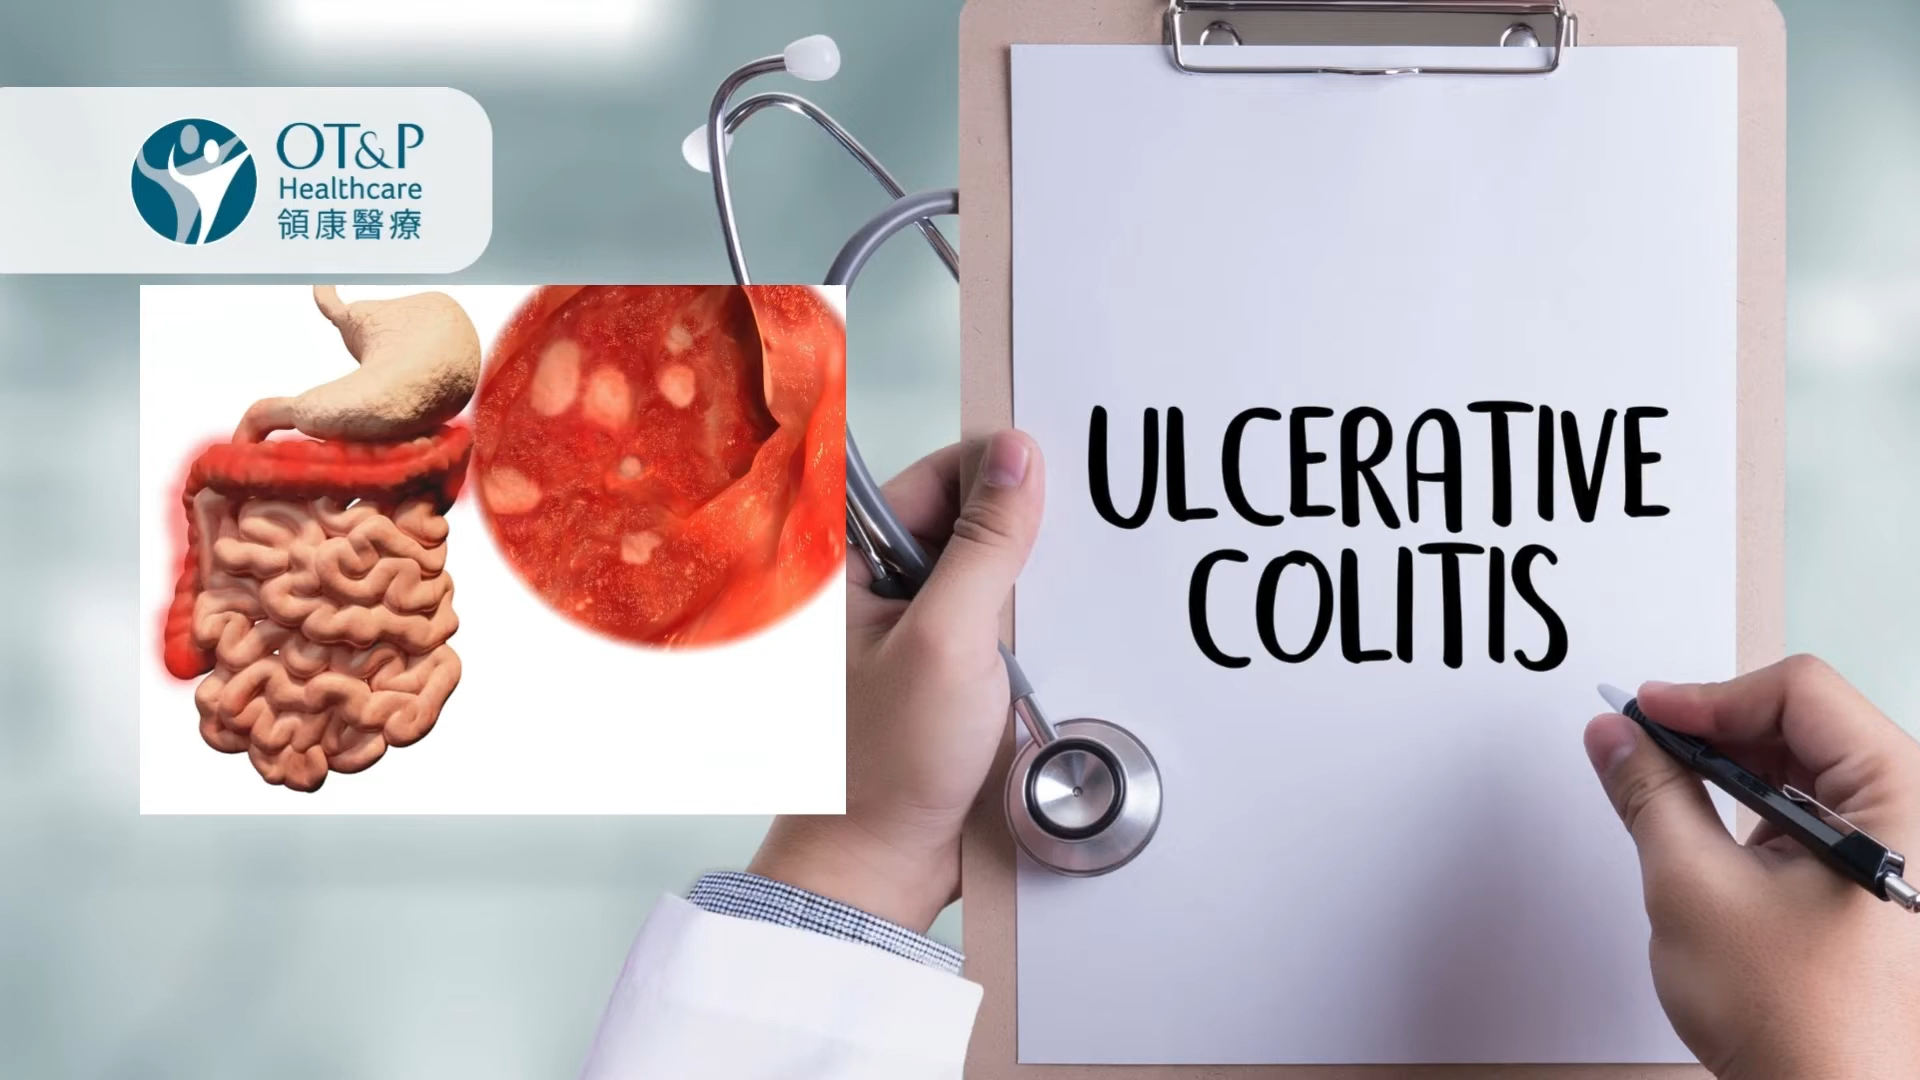 OT&P
Healthcare
領康醫療
ULCERATIVE
COLITIS